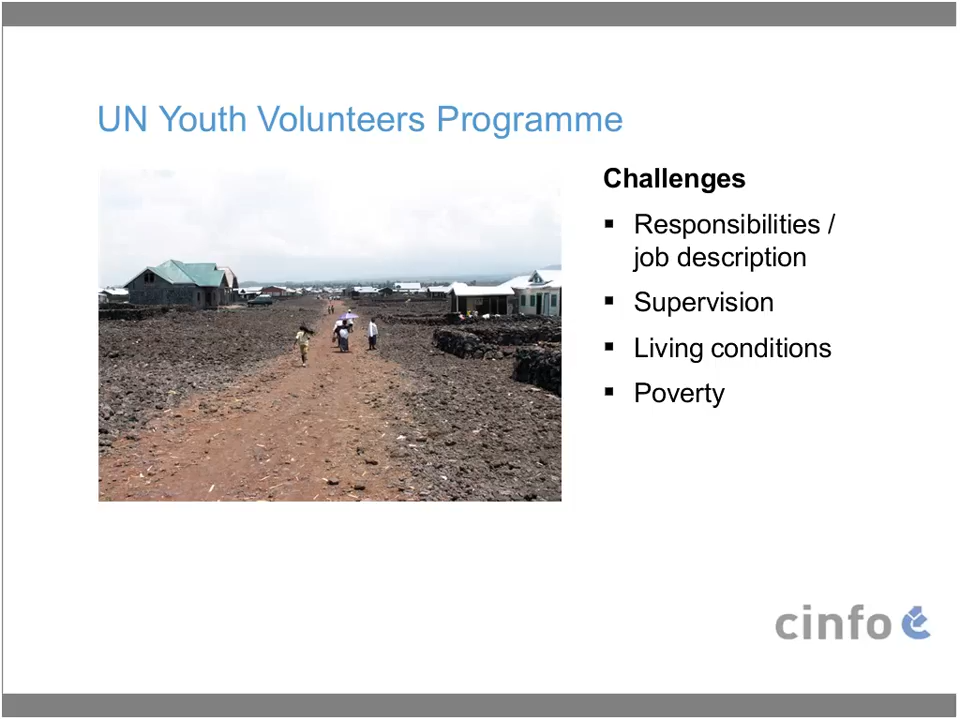 UN Youth Volunteers Programme
Challenges
▪ Responsibilities /
job description
▪ Supervision
▪ Living conditions
▪ Poverty
cinfo